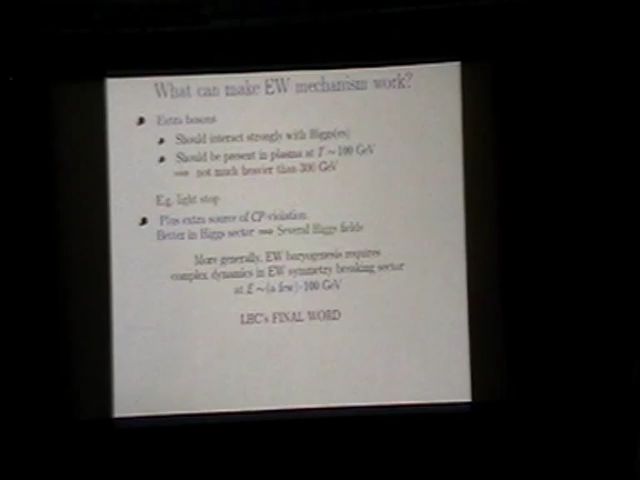 What can make EW mechanism work?
Extra bosons
Should interact strongly with Higgs(es)
Should be present in plasma at T ∼ 100 GeV
⟹ not much heavier than 300 GeV
E.g. light stop
Plus extra source of CP-violation.
Better in Higgs sector ⟹ Several Higgs fields
More generally, EW baryogenesis requires
complex dynamics in EW symmetry breaking sector
at E ∼ (a few)·100 GeV
LHC's FINAL WORD